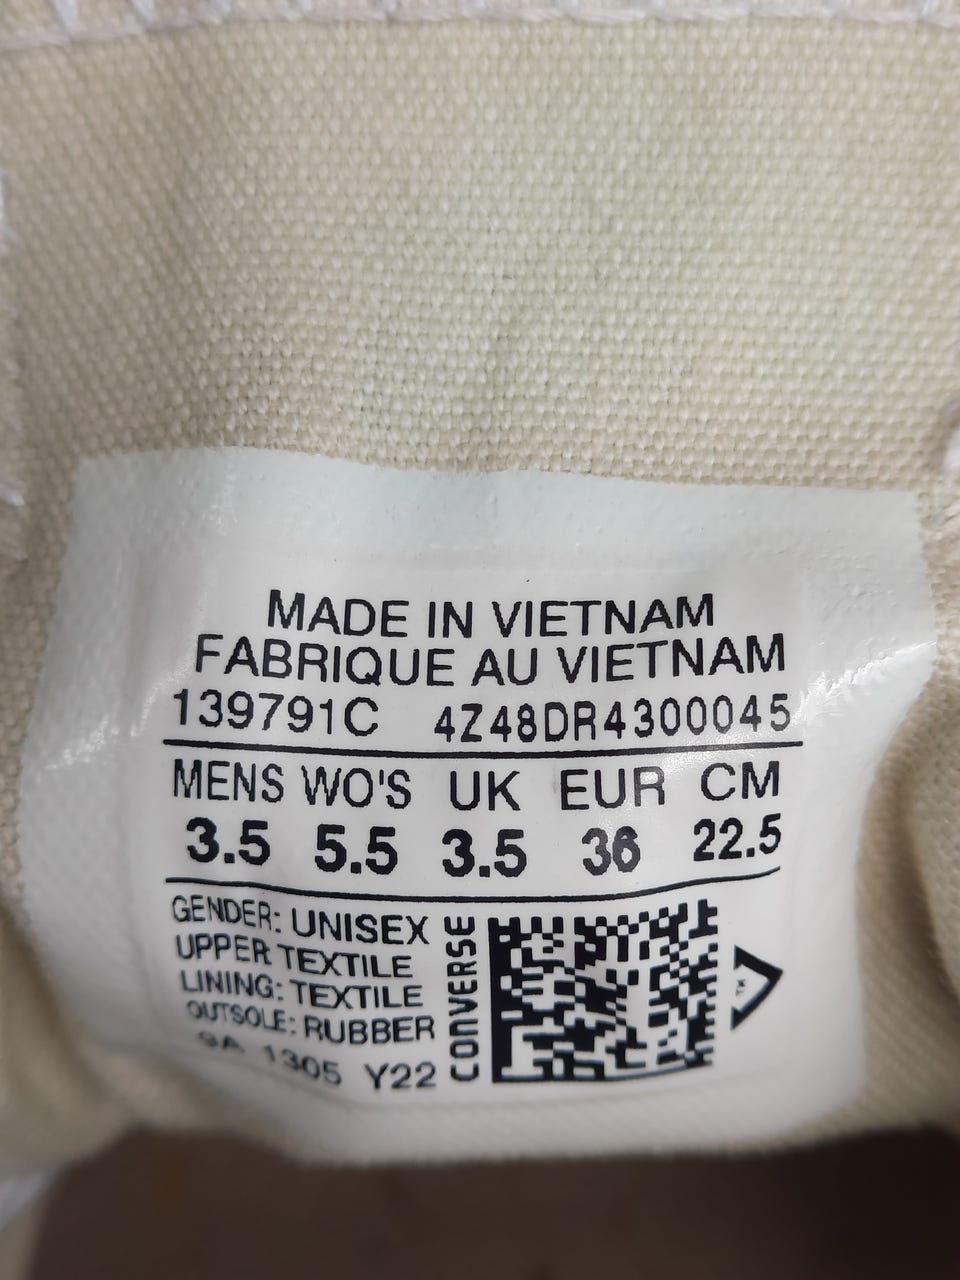 MADE IN VIETNAM
FABRIQUE AU VIETNAM
139791C 4Z48DR4300045
MENS WO'S UK EUR CM
3.5 5.5 3.5 36 22.5
GENDER: UNISEX
UPPER TEXTILE
LINING: TEXTILE
OUTSOLE: RUBBER
1305 Y22
CONVERSE
TM